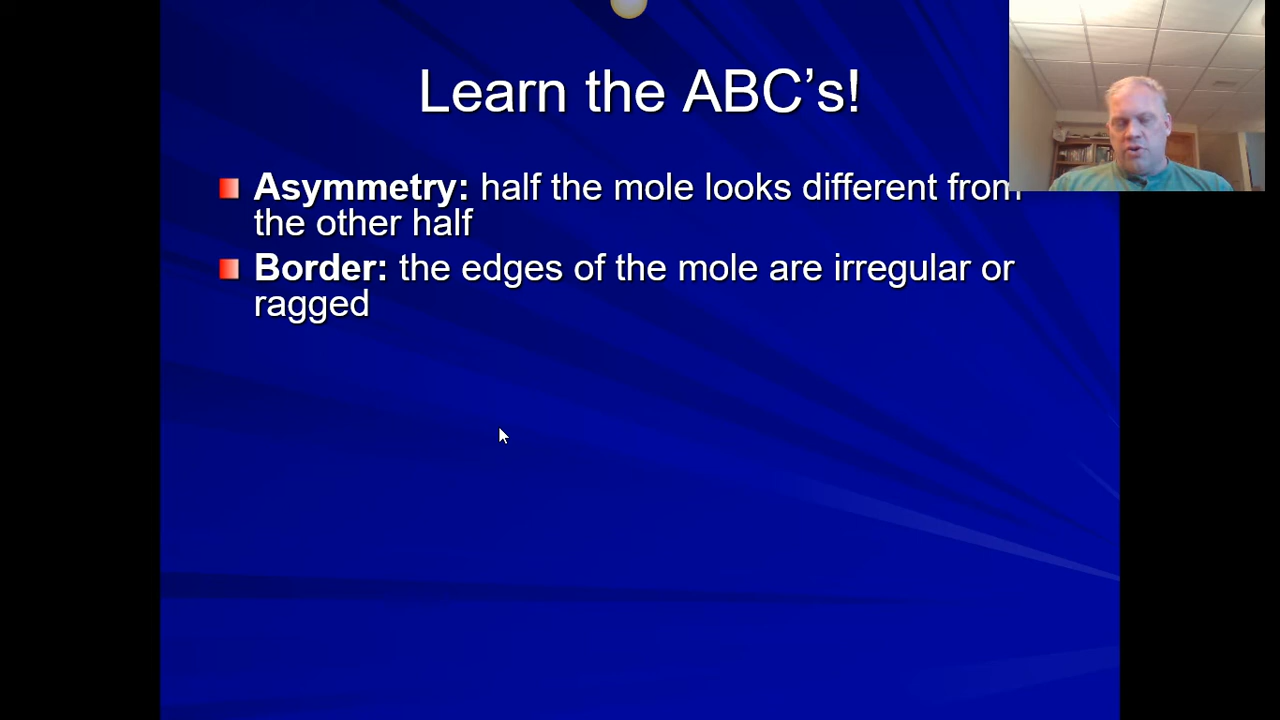 Learn the ABC’s!
Asymmetry: half the mole looks different from
the other half
Border: the edges of the mole are irregular or
ragged